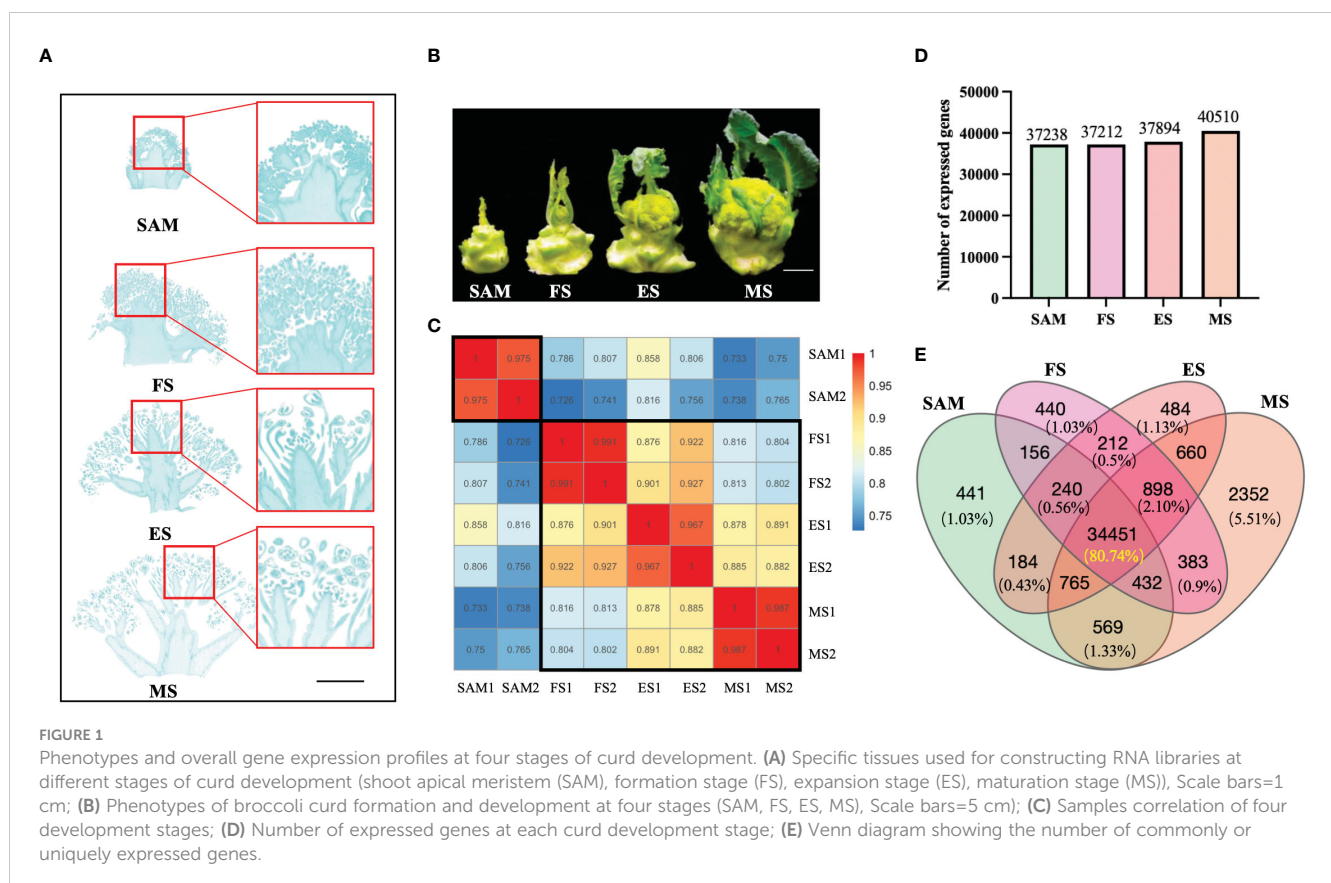 A
SAM
FS
ES
MS
B
SAM FS ES MS
C
1 0.975 0.786 0.807 0.858 0.806 0.733 0.75 SAM1
0.975 1 0.726 0.741 0.816 0.756 0.738 0.765 SAM2
0.786 0.726 1 0.991 0.876 0.922 0.816 0.804 FS1
0.807 0.741 0.991 1 0.901 0.927 0.813 0.802 FS2
0.858 0.816 0.876 0.901 1 0.967 0.878 0.891 ES1
0.806 0.756 0.922 0.927 0.967 1 0.885 0.882 ES2
0.733 0.738 0.816 0.813 0.878 0.885 1 0.987 MS1
0.75 0.765 0.804 0.802 0.891 0.882 0.987 1 MS2
SAM1 SAM2 FS1 FS2 ES1 ES2 MS1 MS2
1
0.95
0.9
0.85
0.8
0.75
D
Number of expressed genes
50000
40000
30000
20000
10000
0
37238 37212 37894 40510
SAM FS ES MS
E
FS ES
SAM MS
440 484
(1.03%) (1.13%)
156 212 660
(0.5%)
441 240 898 2352
(1.03%) (0.56%) (2.10%) (5.51%)
34451
(80.74%)
184 383
(0.43%) (0.9%)
765 432
569
(1.33%)
FIGURE 1
Phenotypes and overall gene expression profiles at four stages of curd development. (A) Specific tissues used for constructing RNA libraries at
different stages of curd development (shoot apical meristem (SAM), formation stage (FS), expansion stage (ES), maturation stage (MS)), Scale bars=1
cm; (B) Phenotypes of broccoli curd formation and development at four stages (SAM, FS, ES, MS), Scale bars=5 cm); (C) Samples correlation of four
development stages; (D) Number of expressed genes at each curd development stage; (E) Venn diagram showing the number of commonly or
uniquely expressed genes.